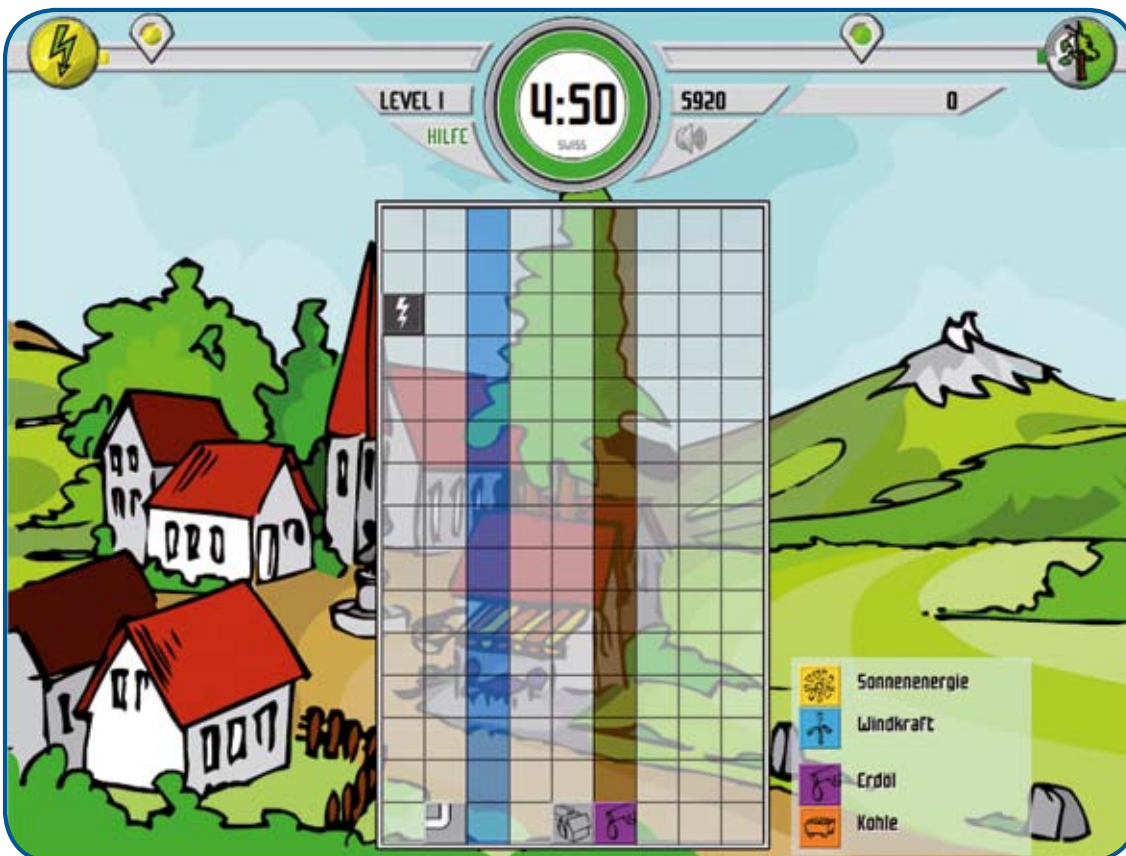 LEVEL 1
4:50
5920
0
HILFE
SWISS
Sonnenenergie
Windkraft
Erdöl
Kohle